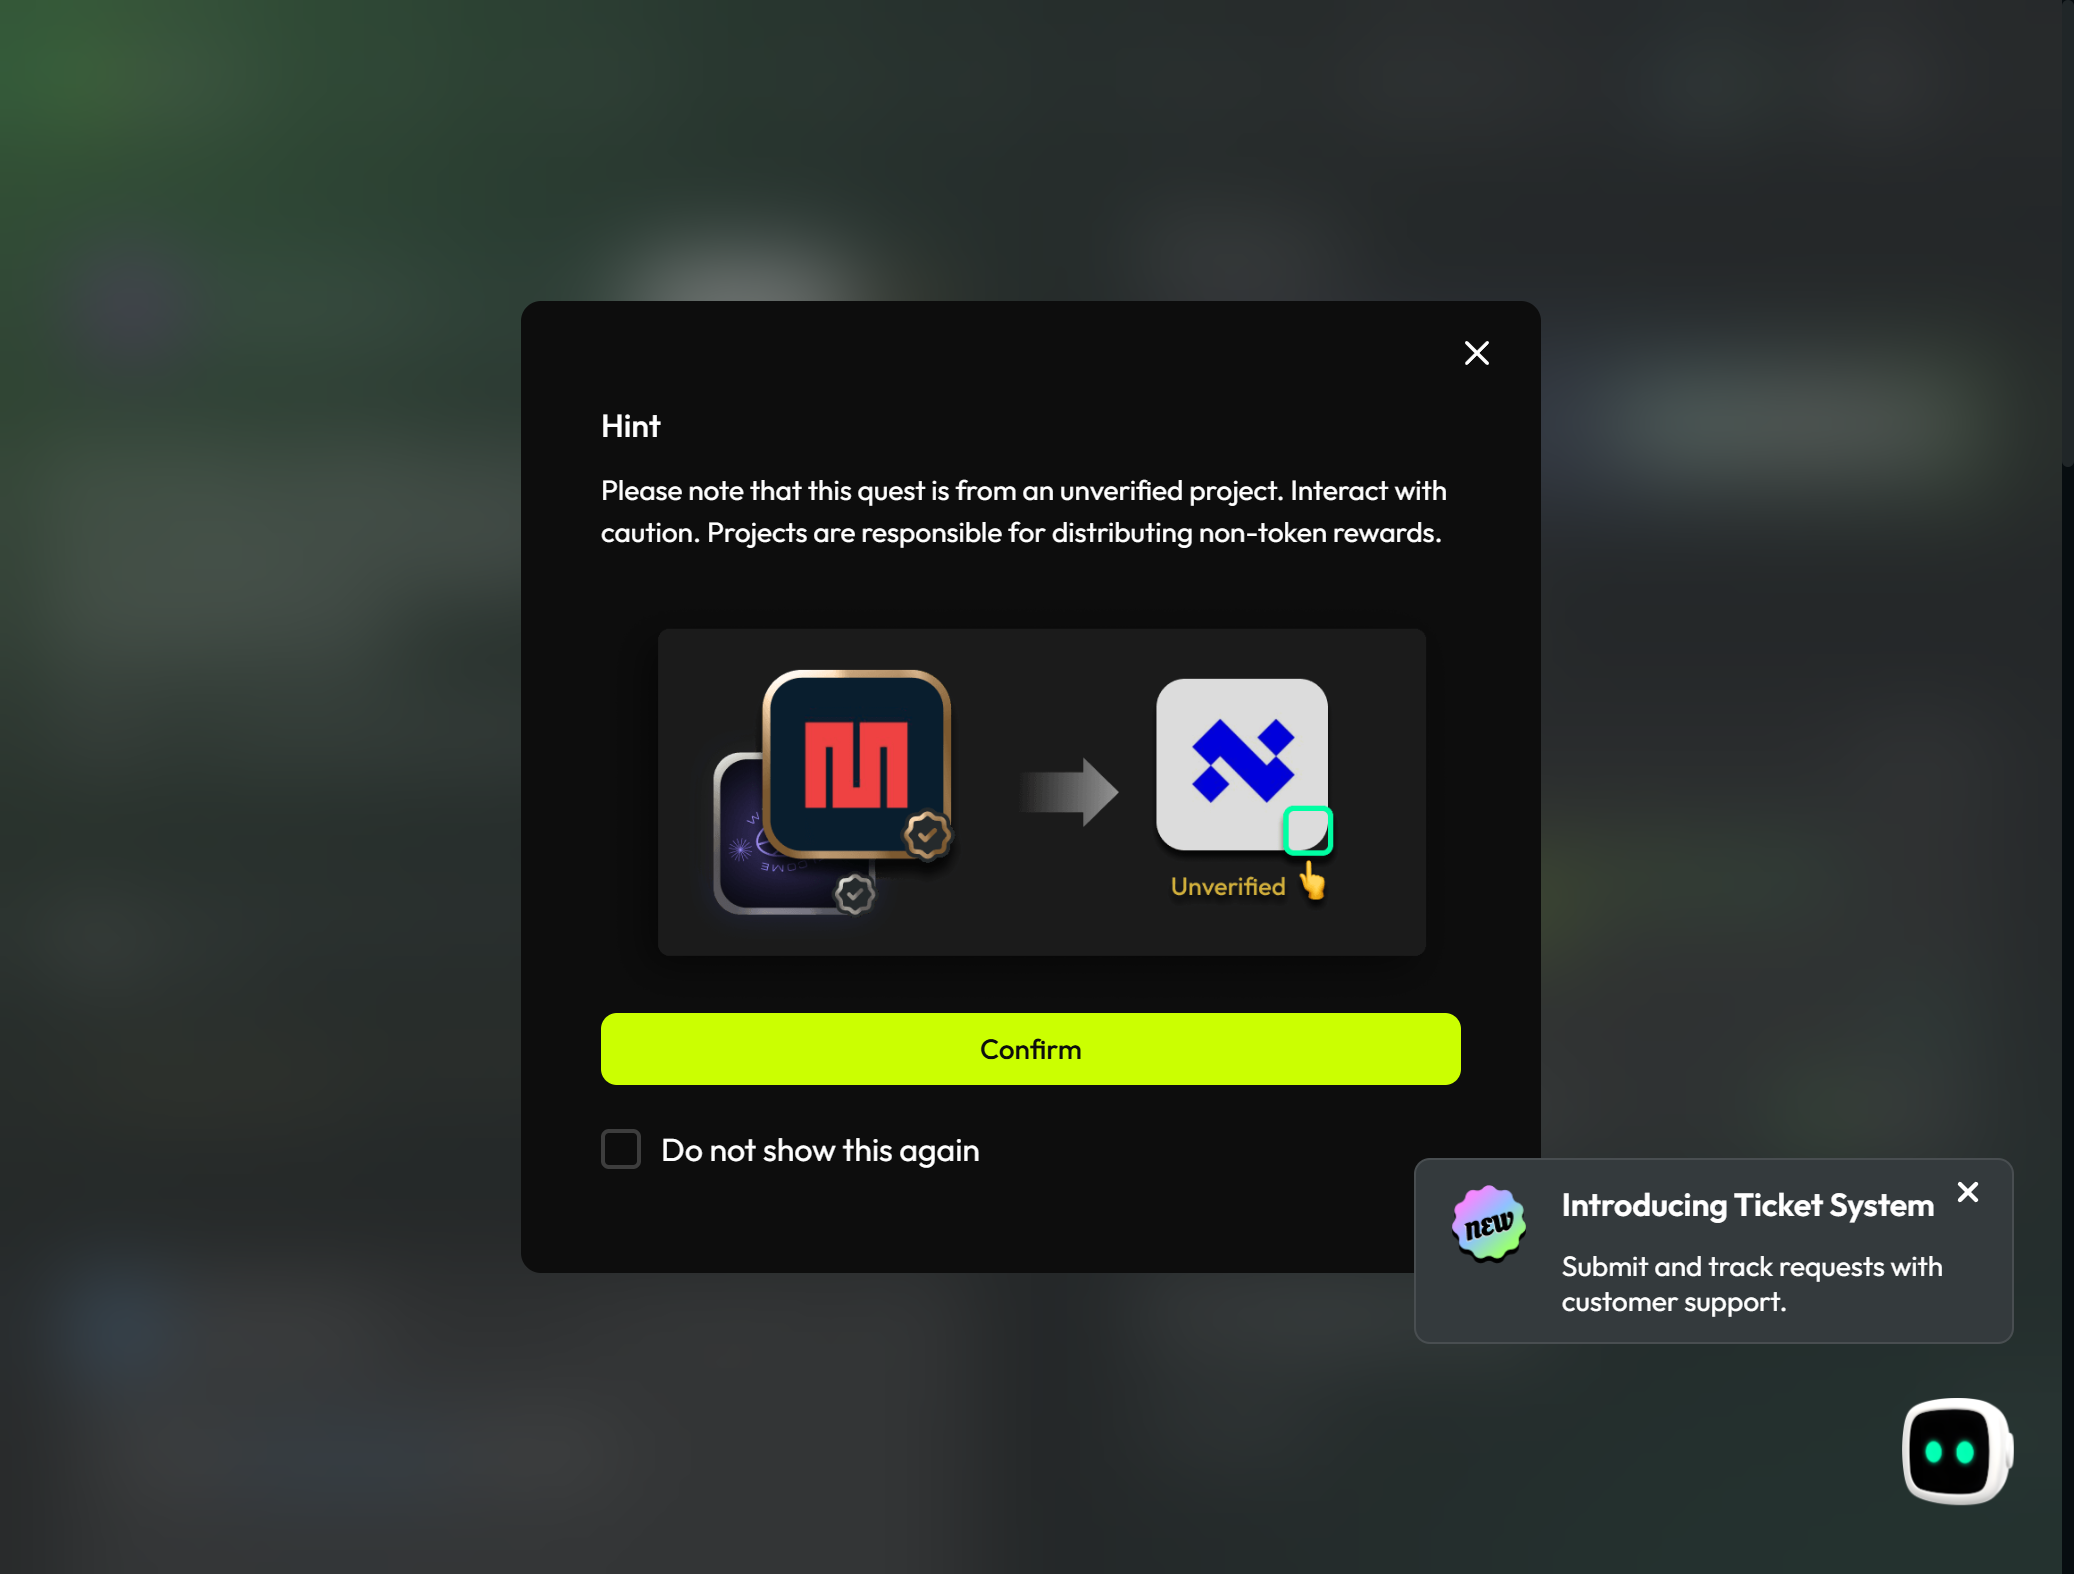 Hint
Please note that this quest is from an unverified project. Interact with
caution. Projects are responsible for distributing non-token rewards.
Unverified
Confirm
Do not show this again
new
Introducing Ticket System
Submit and track requests with
customer support.